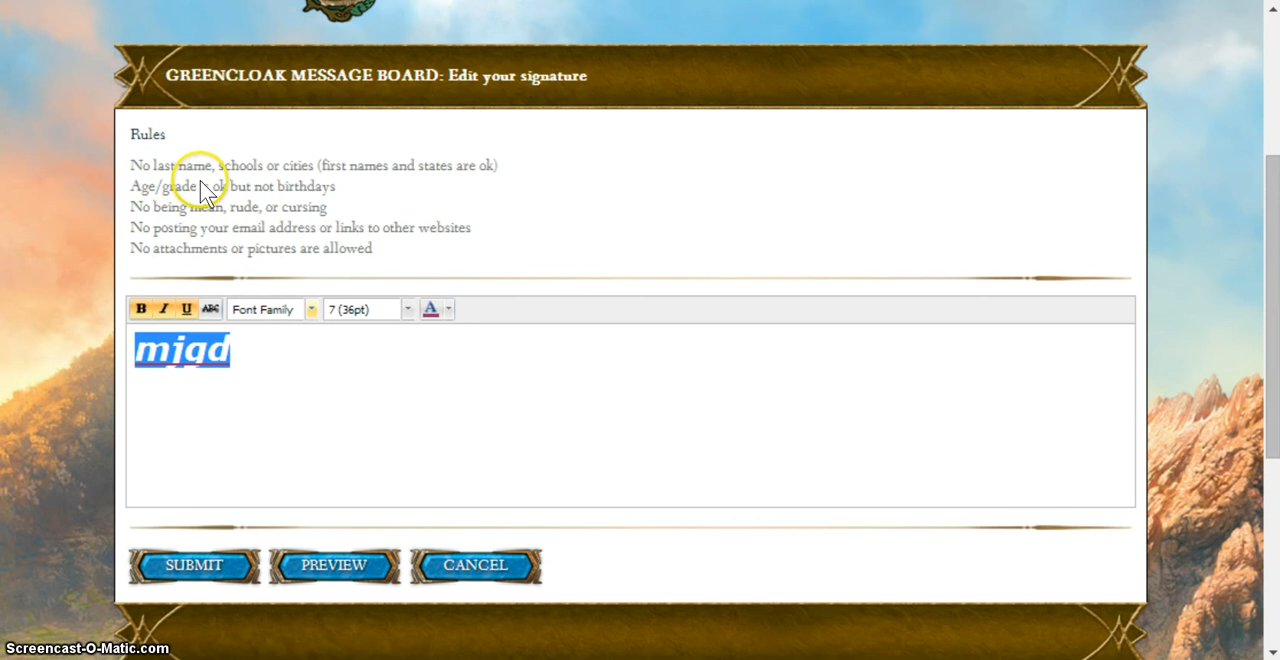 GREENCLOAK MESSAGE BOARD: Edit your signature
Rules
No last name, schools or cities (first names and states are ok)
Age/grade ok but not birthdays
No being mean, rude, or cursing
No posting your email address or links to other websites
No attachments or pictures are allowed
B I U ABC Font Family 7 (36pt) A
mjgd
SUBMIT PREVIEW CANCEL
Screencast-O-Matic.com